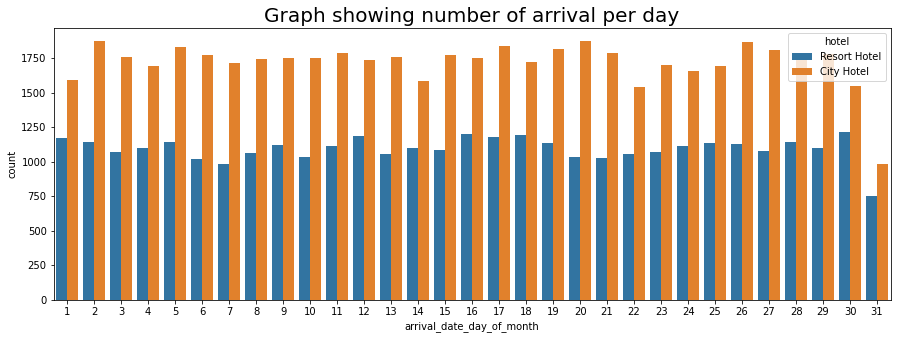 Graph showing number of arrival per day
hotel
Resort Hotel
City Hotel
count
1750
1500
1250
1000
750
500
250
0
1 2 3 4 5 6 7 8 9 10 11 12 13 14 15 16 17 18 19 20 21 22 23 24 25 26 27 28 29 30 31
arrival_date_day_of_month